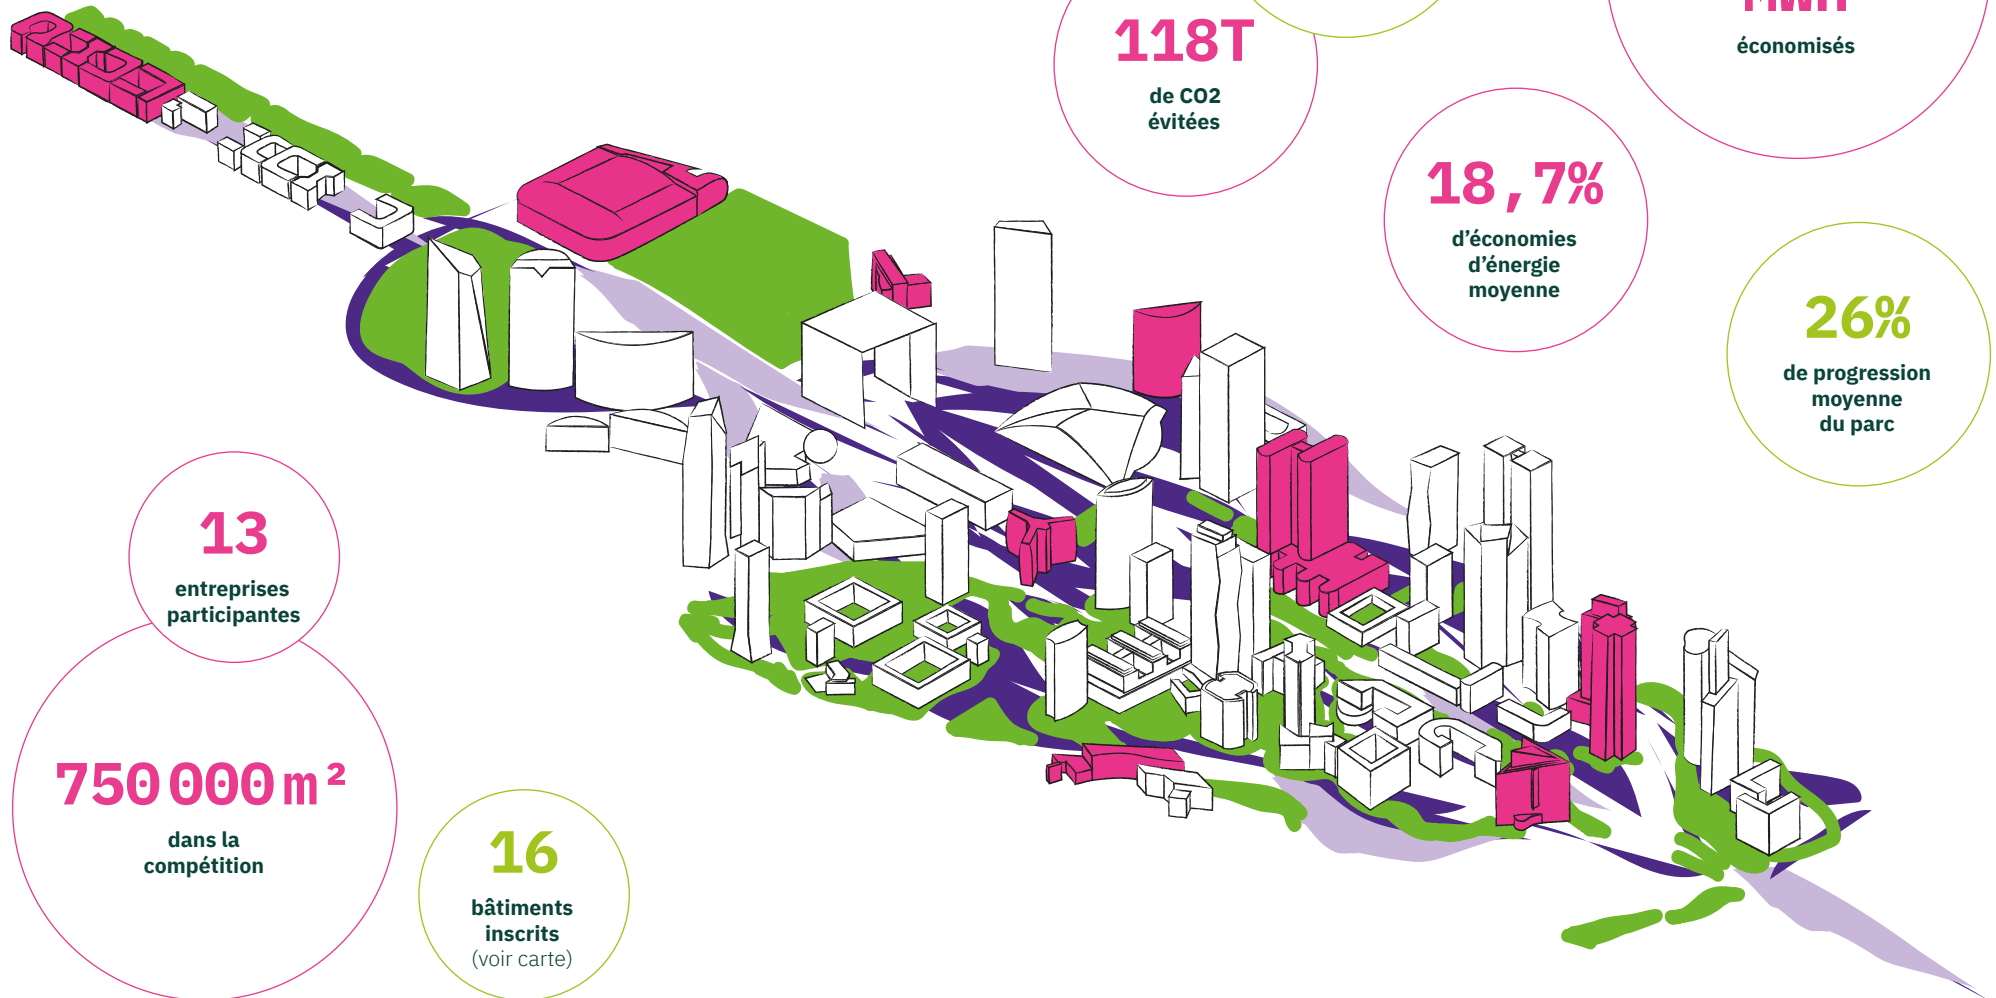 118T
de CO2
évitées
MWh
économisés
18,7%
d’économies
d’énergie
moyenne
26%
de progression
moyenne
du parc
13
entreprises
participantes
750 000 m²
dans la
compétition
16
bâtiments
inscrits
(voir carte)